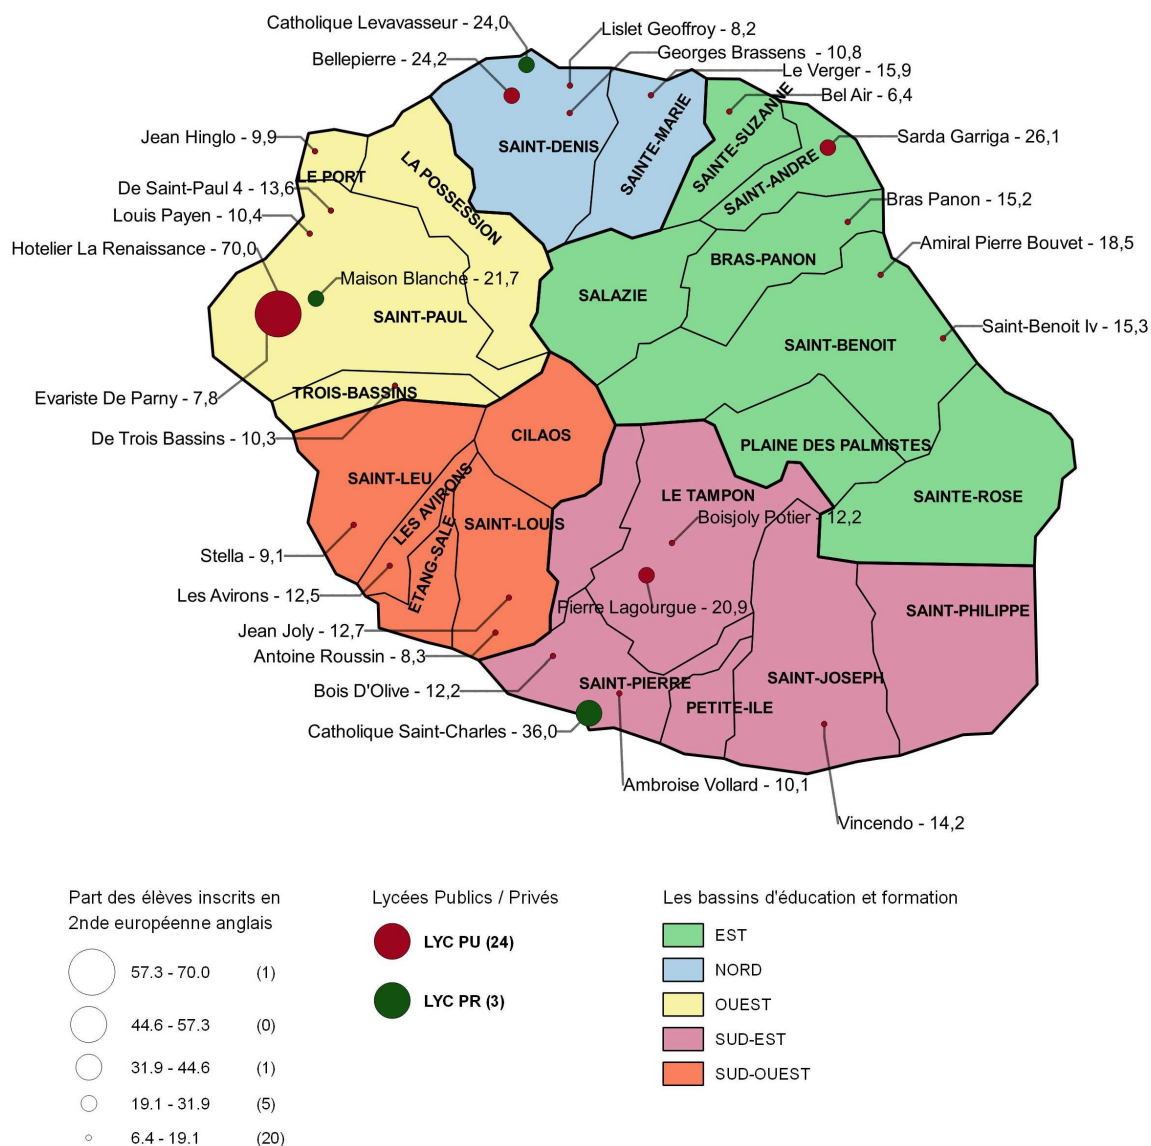 Catholique Levavasseur - 24,0
Lislet Geoffroy - 8,2
Georges Brassens - 10,8
Bellepierre - 24,2
Le Verger - 15,9
Bel Air - 6,4
Jean Hinglo - 9,9
Sarda Garriga - 26,1
SAINT-DENIS
SAINTE-MARIE
SAINTE-SUZANNE
SAINT-ANDRE
LE PORT
LA POSSESSION
De Saint-Paul 4 - 13,6
Bras Panon - 15,2
Louis Payen - 10,4
Amiral Pierre Bouvet - 18,5
Hotelier La Renaissance - 70,0
BRAS-PANON
Maison Blanche - 21,7
SALAZIE
SAINT-PAUL
Saint-Benoit Iv - 15,3
SAINT-BENOIT
TROIS-BASSINS
Evariste De Parny - 7,8
De Trois Bassins - 10,3
CILAOS
PLAINE DES PALMISTES
SAINT-LEU
LES AVIRONS
LE TAMPON
SAINTE-ROSE
Boisjoly Potier - 12,2
SAINT-LOUIS
ETANG-SALE
Stella - 9,1
Les Avirons - 12,5
Pierre Lagourgue - 20,9
SAINT-PHILIPPE
Jean Joly - 12,7
Antoine Roussin - 8,3
SAINT-JOSEPH
SAINT-PIERRE
Bois D'Olive - 12,2
PETITE-ILE
Catholique Saint-Charles - 36,0
Ambroise Vollard - 10,1
Vincendo - 14,2
Part des élèves inscrits en
2nde européenne anglais
57.3 - 70.0 (1)
44.6 - 57.3 (0)
31.9 - 44.6 (1)
19.1 - 31.9 (5)
6.4 - 19.1 (20)
Lycées Publics / Privés
LYC PU (24)
LYC PR (3)
Les bassins d'éducation et formation
EST
NORD
OUEST
SUD-EST
SUD-OUEST